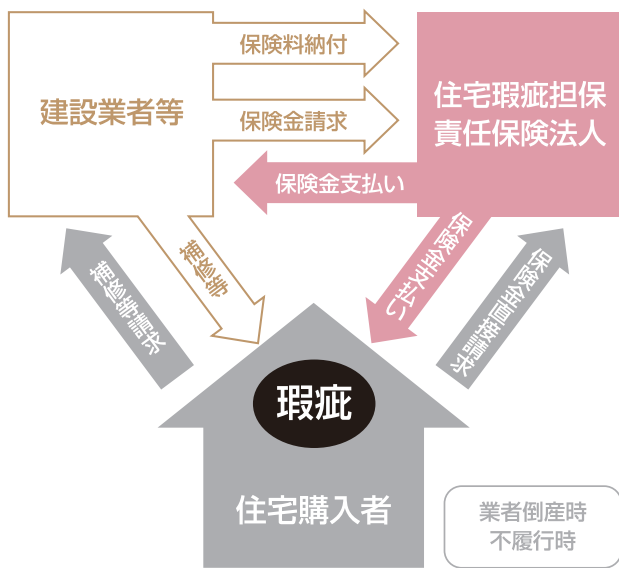 保険料納付
建設業者等
住宅瑕疵担保
責任保険法人
保険金請求
保険金支払い
補修等請求
補修等
保険金支払い
保険金直接請求
瑕疵
住宅購入者
業者倒産時
不履行時